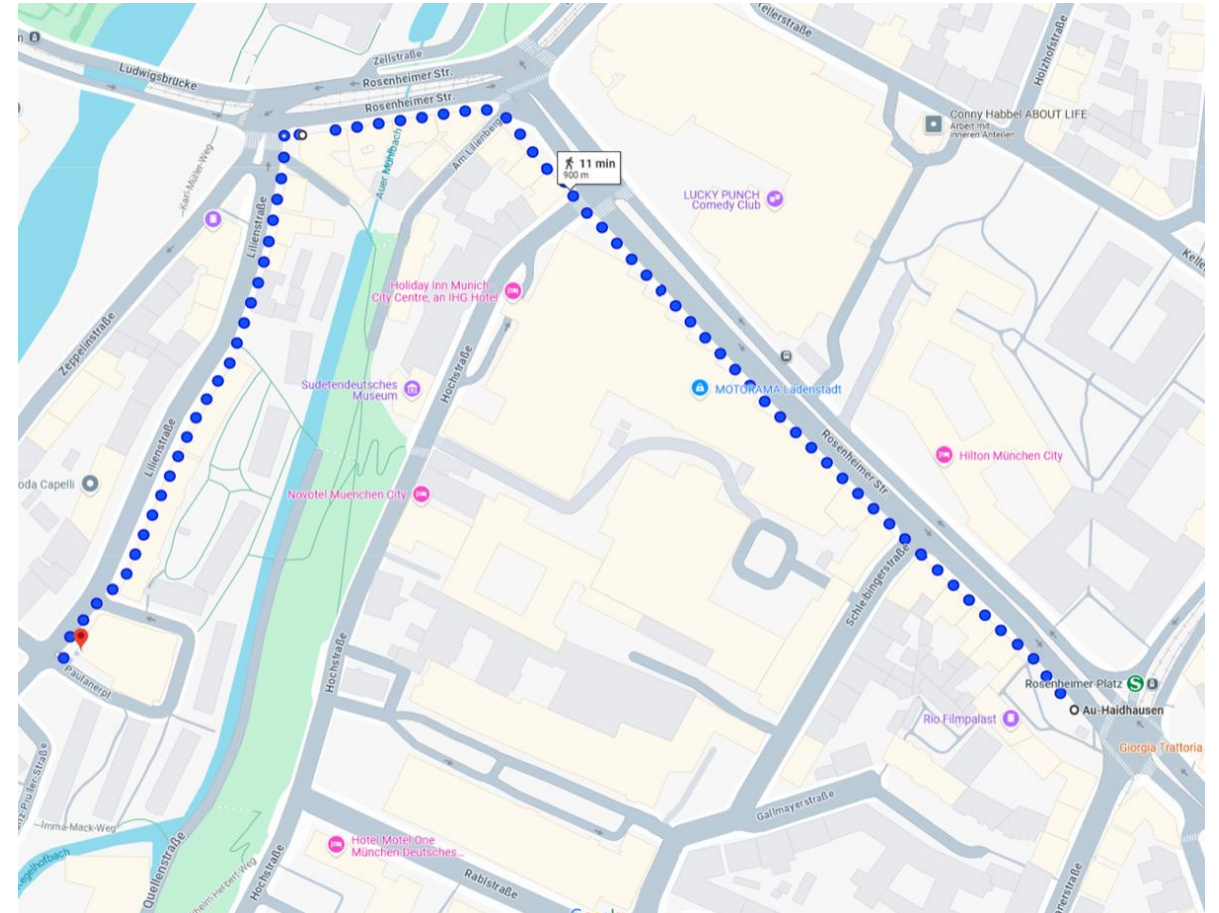 Zellstraße
Ludwigsbrücke
Rosenheimer Str.
Rosenheimer Str.
Holzhofstraße
Conny Habbel ABOUT LIFE
Arbeit mit
inneren Anteilen
Karl-Müller-Weg
Auer Mühlbach
Am Lilienberg
11 min
900 m
LUCKY PUNCH
Comedy Club
Lilienstraße
Holiday Inn Munich -
City Centre, an IHG Hotel
Zeppelinstraße
Hochstraße
Sudetendeutsches
Museum
MOTORAMA Ladenstadt
Lilienstraße
Rosenheimer Str.
Hilton München City
oda Capelli
Novotel Muenchen City
Schleibingerstraße
Hochstraße
Paulanerpl.
Rosenheimer Platz
S
Au-Haidhausen
Rio Filmpalast
Giorgia Trattoria
Gallmayerstraße
Imma-Mack-Weg
Hotel Motel One
München Deutsches...
Quellenstraße
Hochstraße
Rablstraße